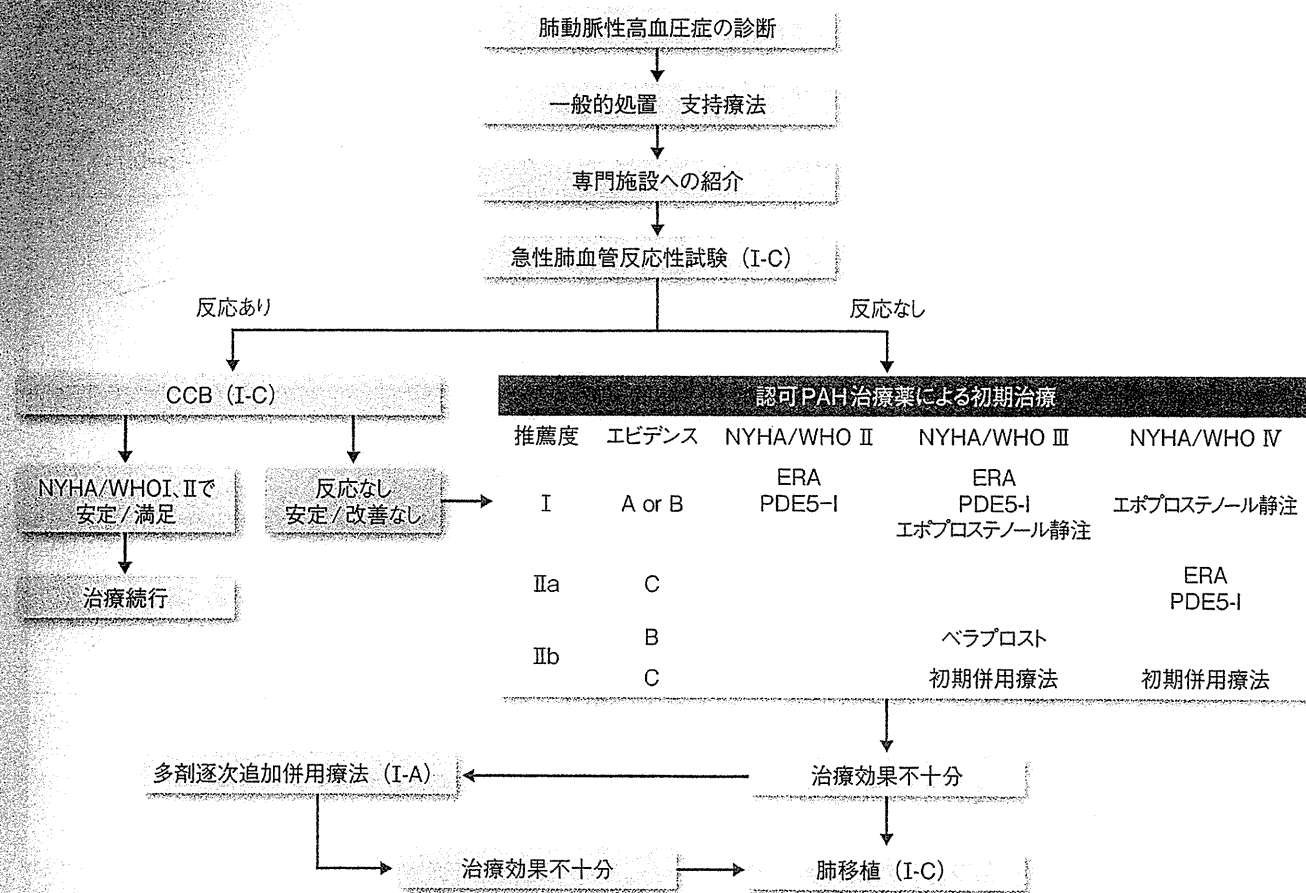 肺動脈性高血圧症の診断
一般的処置　支持療法
専門施設への紹介
急性肺血管反応性試験（I-C）
反応あり
反応なし
CCB（I-C）
NYHA/WHOI、Ⅱで
安定/満足
反応なし
安定/改善なし
治療続行
認可PAH治療薬による初期治療
推薦度 エビデンス NYHA/WHO Ⅱ NYHA/WHO Ⅲ NYHA/WHO Ⅳ
I A or B ERA PDE5-I ERA PDE5-I エポプロステノール静注 エポプロステノール静注
Ⅱa C ERA PDE5-I
Ⅱb B ベラプロスト
C 初期併用療法 初期併用療法
多剤逐次追加併用療法（I-A）
治療効果不十分
治療効果不十分
肺移植（I-C）